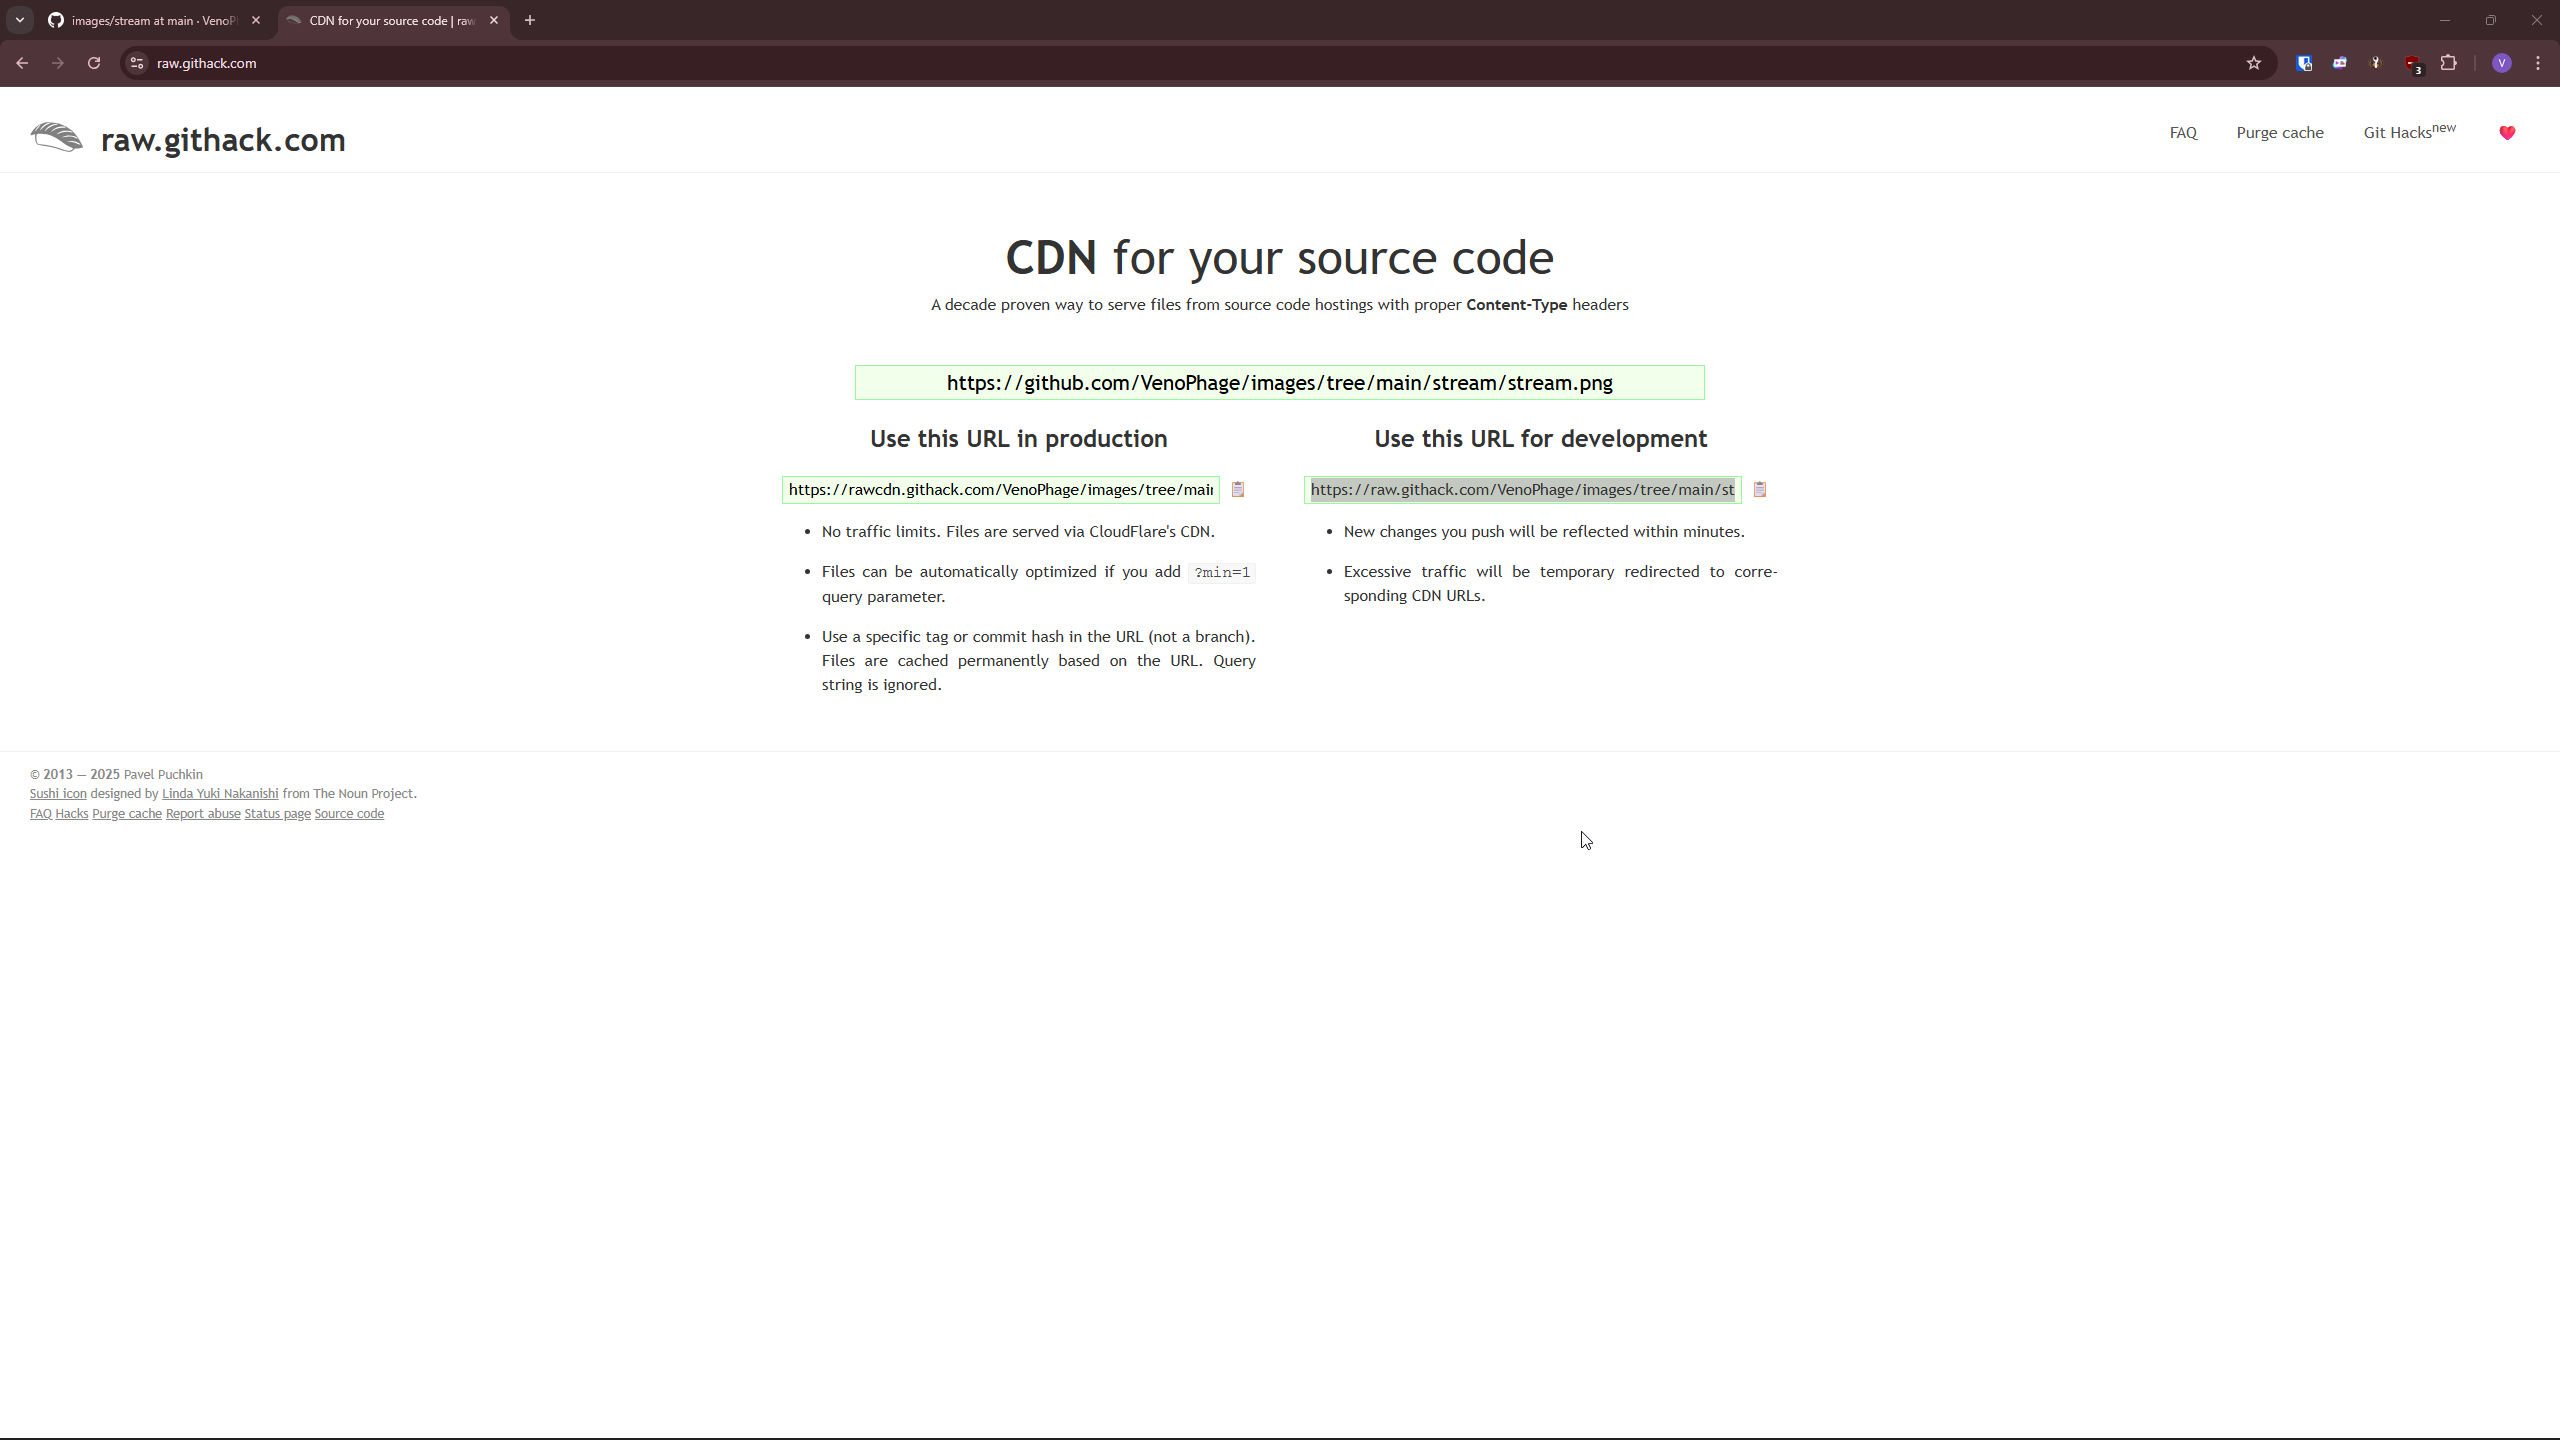 images/stream at main · VenoP
CDN for your source code | raw
raw.githack.com
3
V
raw.githack.com
FAQ
Purge cache
Git Hacksnew
CDN for your source code
A decade proven way to serve files from source code hostings with proper Content-Type headers
https://github.com/VenoPhage/images/tree/main/stream/stream.png
Use this URL in production
https://rawcdn.githack.com/VenoPhage/images/tree/mai
No traffic limits. Files are served via CloudFlare's CDN.
Files can be automatically optimized if you add ?min=1
query parameter.
Use a specific tag or commit hash in the URL (not a branch).
Files are cached permanently based on the URL. Query
string is ignored.
Use this URL for development
https://raw.githack.com/VenoPhage/images/tree/main/st
New changes you push will be reflected within minutes.
Excessive traffic will be temporary redirected to corre-
sponding CDN URLs.
© 2013 — 2025 Pavel Puchkin
Sushi icon designed by Linda Yuki Nakanishi from The Noun Project.
FAQ Hacks Purge cache Report abuse Status page Source code